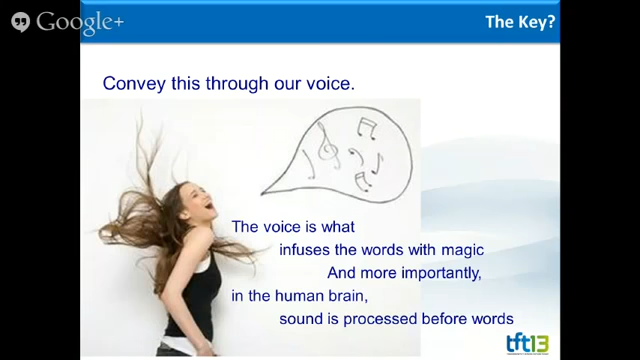 Google+
The Key?
Convey this through our voice.
The voice is what
infuses the words with magic
And more importantly,
in the human brain,
sound is processed before words
tft13